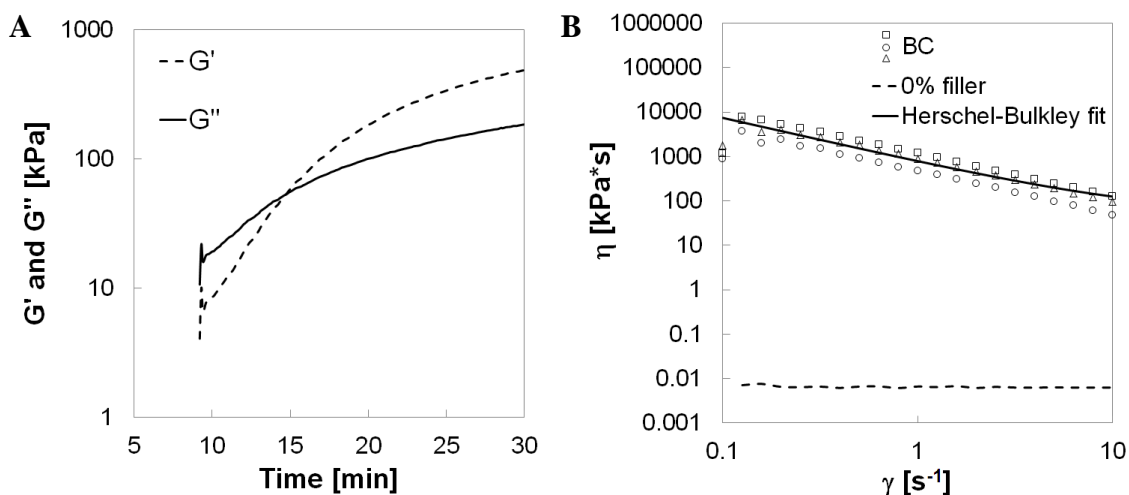 A
G' and G'' [kPa]
1000
100
10
1
G'
G''
5 10 15 20 25 30
Time [min]
B
η [kPa*s]
1000000
100000
10000
1000
100
10
1
0.1
0.01
0.001
BC
0% filler
Herschel-Bulkley fit
0.1 1 10
γ [s-1]